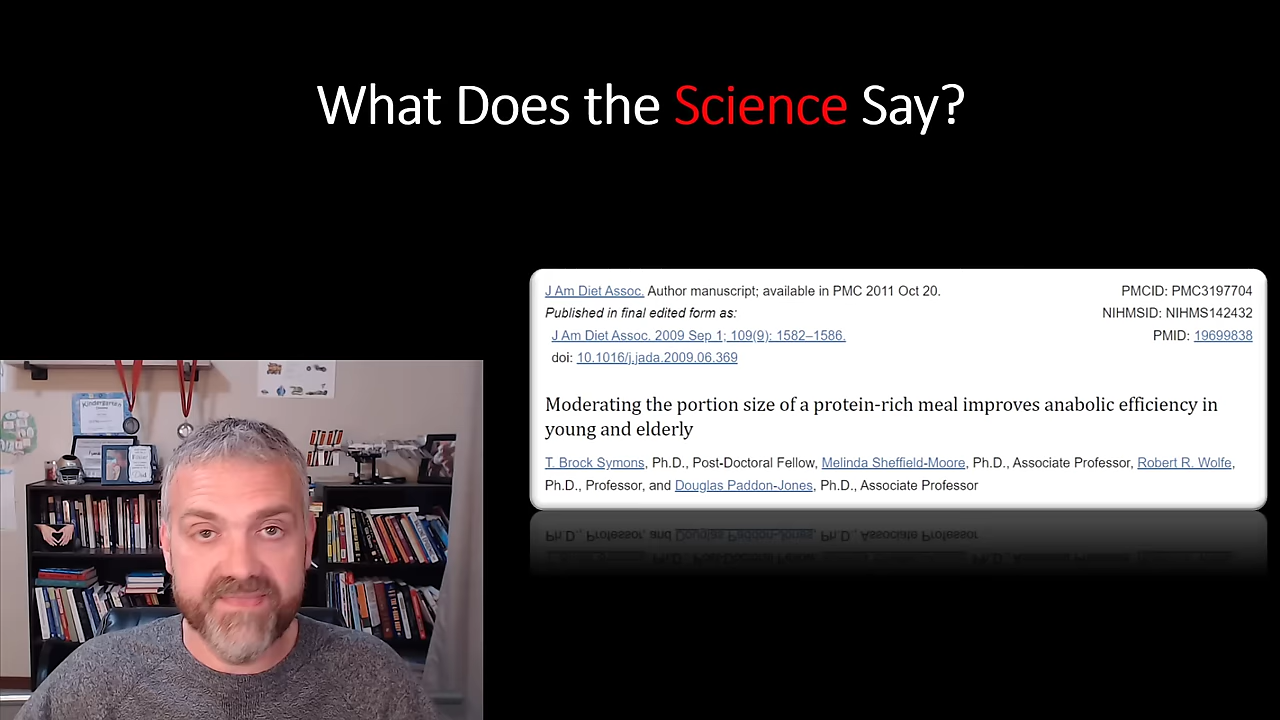 What Does the Science Say?
J Am Diet Assoc. Author manuscript; available in PMC 2011 Oct 20.
PMCID: PMC3197704
Published in final edited form as:
NIHMSID: NIHMS142432
J Am Diet Assoc. 2009 Sep 1; 109(9): 1582–1586.
PMID: 19699838
doi: 10.1016/j.jada.2009.06.369
Moderating the portion size of a protein-rich meal improves anabolic efficiency in
young and elderly
T. Brock Symons, Ph.D., Post-Doctoral Fellow, Melinda Sheffield-Moore, Ph.D., Associate Professor, Robert R. Wolfe,
Ph.D., Professor, and Douglas Paddon-Jones, Ph.D., Associate Professor
Kindergarten